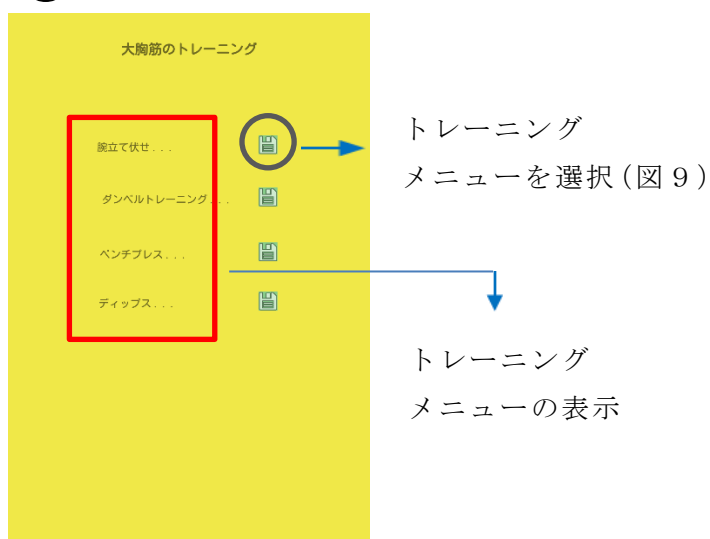 大胸筋のトレーニング
腕立て伏せ...
ダンベルトレーニング...
ベンチプレス...
ディップス...
トレーニング
メニューを選択(図9)
トレーニング
メニューの表示